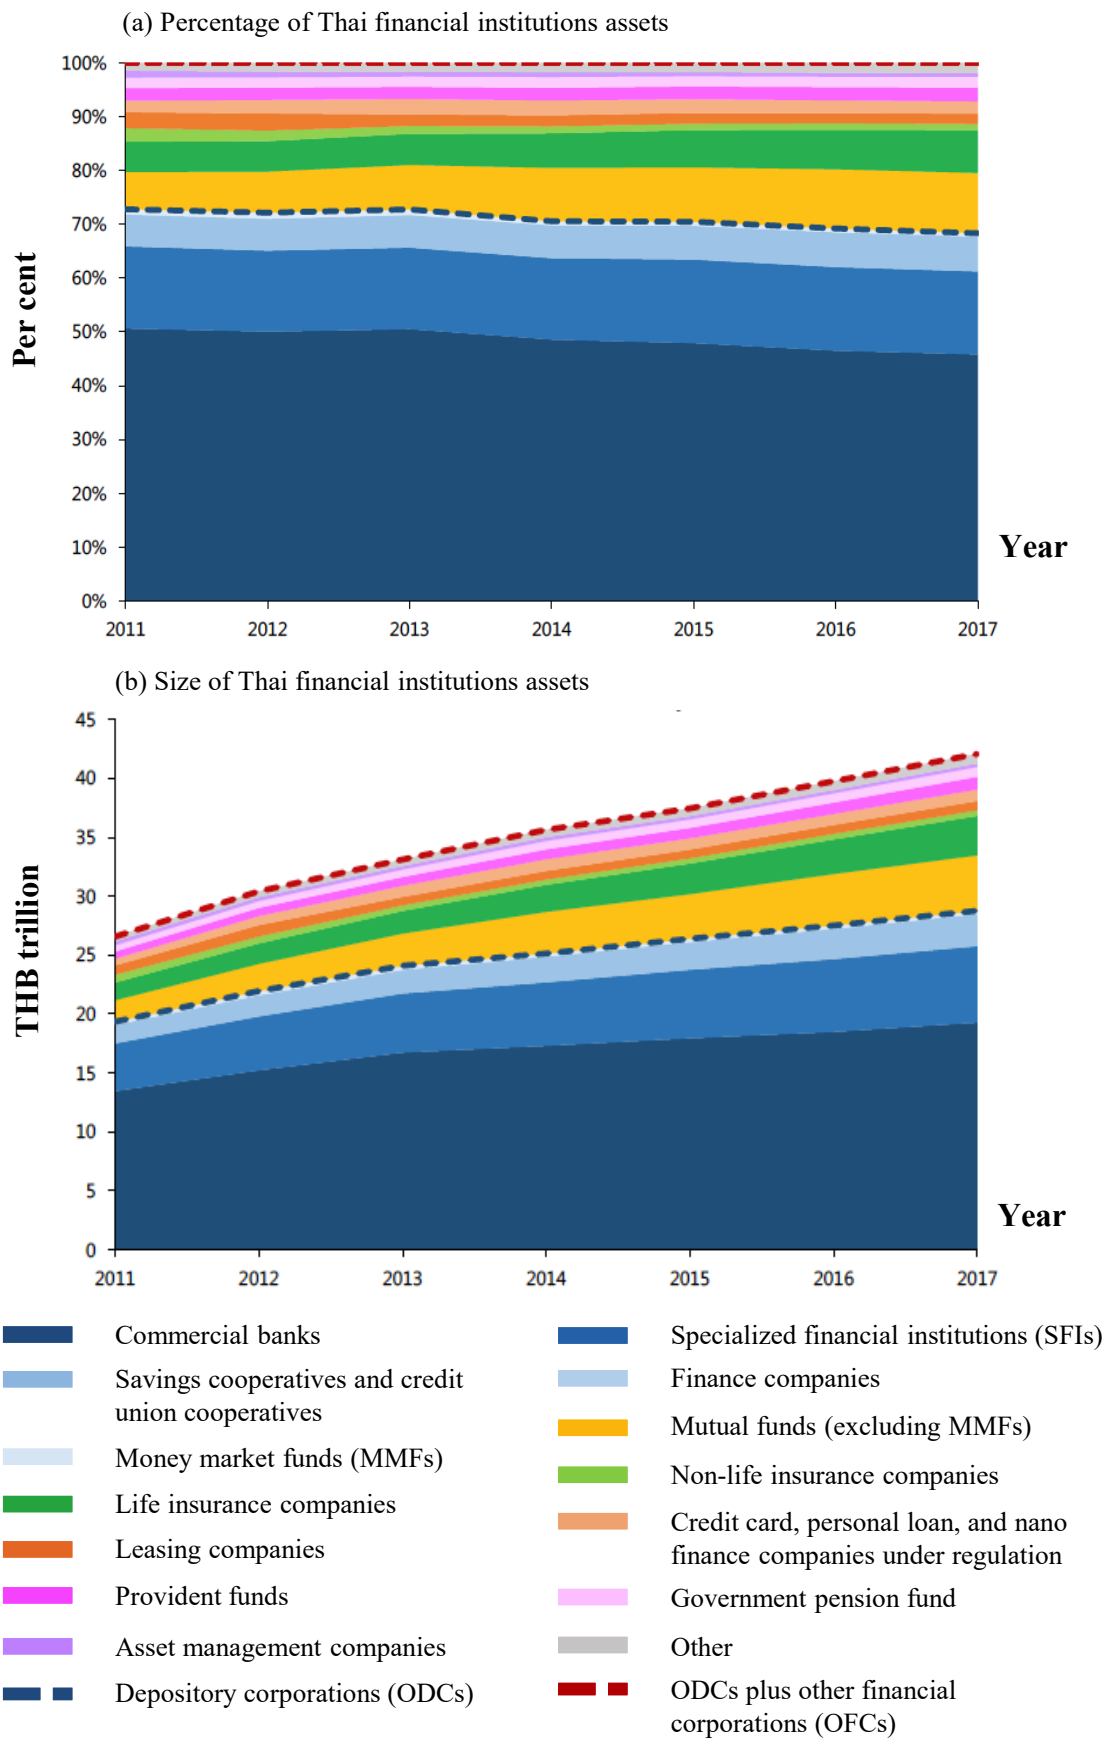 (a) Percentage of Thai financial institutions assets
100%
90%
80%
70%
60%
50%
40%
30%
20%
10%
0%
Per cent
Year
2011 2012 2013 2014 2015 2016 2017
(b) Size of Thai financial institutions assets
45
40
35
30
25
20
15
10
5
0
THB trillion
Year
2011 2012 2013 2014 2015 2016 2017
Commercial banks
Specialized financial institutions (SFIs)
Savings cooperatives and credit
union cooperatives
Finance companies
Mutual funds (excluding MMFs)
Money market funds (MMFs)
Non-life insurance companies
Life insurance companies
Credit card, personal loan, and nano
finance companies under regulation
Leasing companies
Provident funds
Government pension fund
Asset management companies
Other
Depository corporations (ODCs)
ODCs plus other financial
corporations (OFCs)